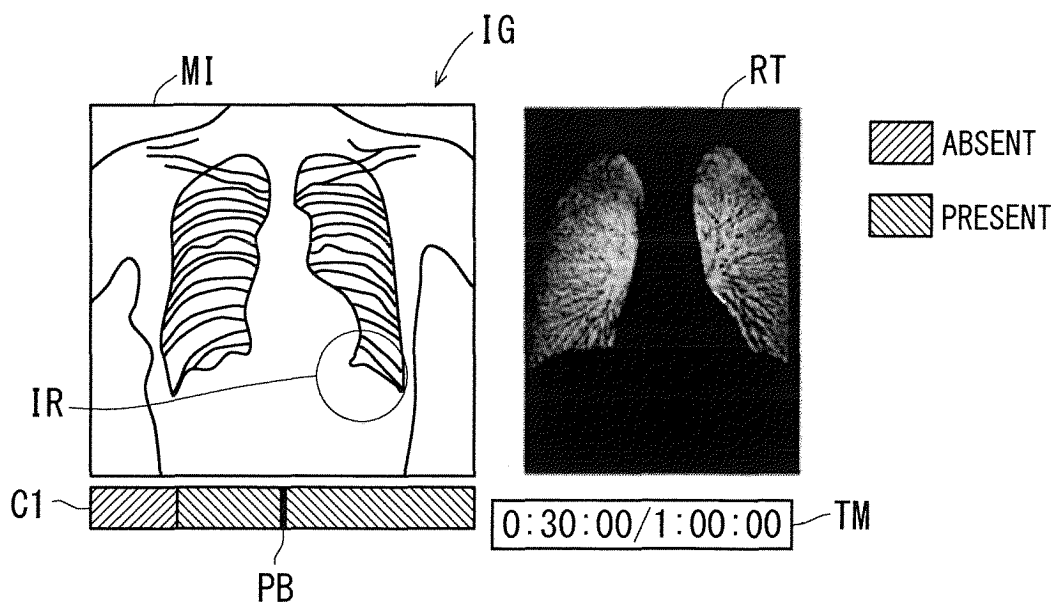 IG
MI
RT
ABSENT
PRESENT
IR
C1
0:30:00/1:00:00
TM
PB